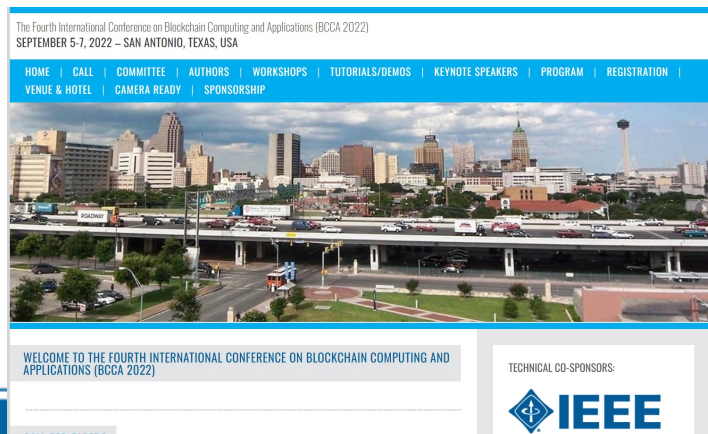 The Fourth International Conference on Blockchain Computing and Applications (BCCA 2022)
SEPTEMBER 5-7, 2022 – SAN ANTONIO, TEXAS, USA
HOME | CALL | COMMITTEE | AUTHORS | WORKSHOPS | TUTORIALS/DEMOS | KEYNOTE SPEAKERS | PROGRAM | REGISTRATION |
VENUE & HOTEL | CAMERA READY | SPONSORSHIP
ROADWAY
WELCOME TO THE FOURTH INTERNATIONAL CONFERENCE ON BLOCKCHAIN COMPUTING AND
APPLICATIONS (BCCA 2022)
TECHNICAL CO-SPONSORS:
IEEE